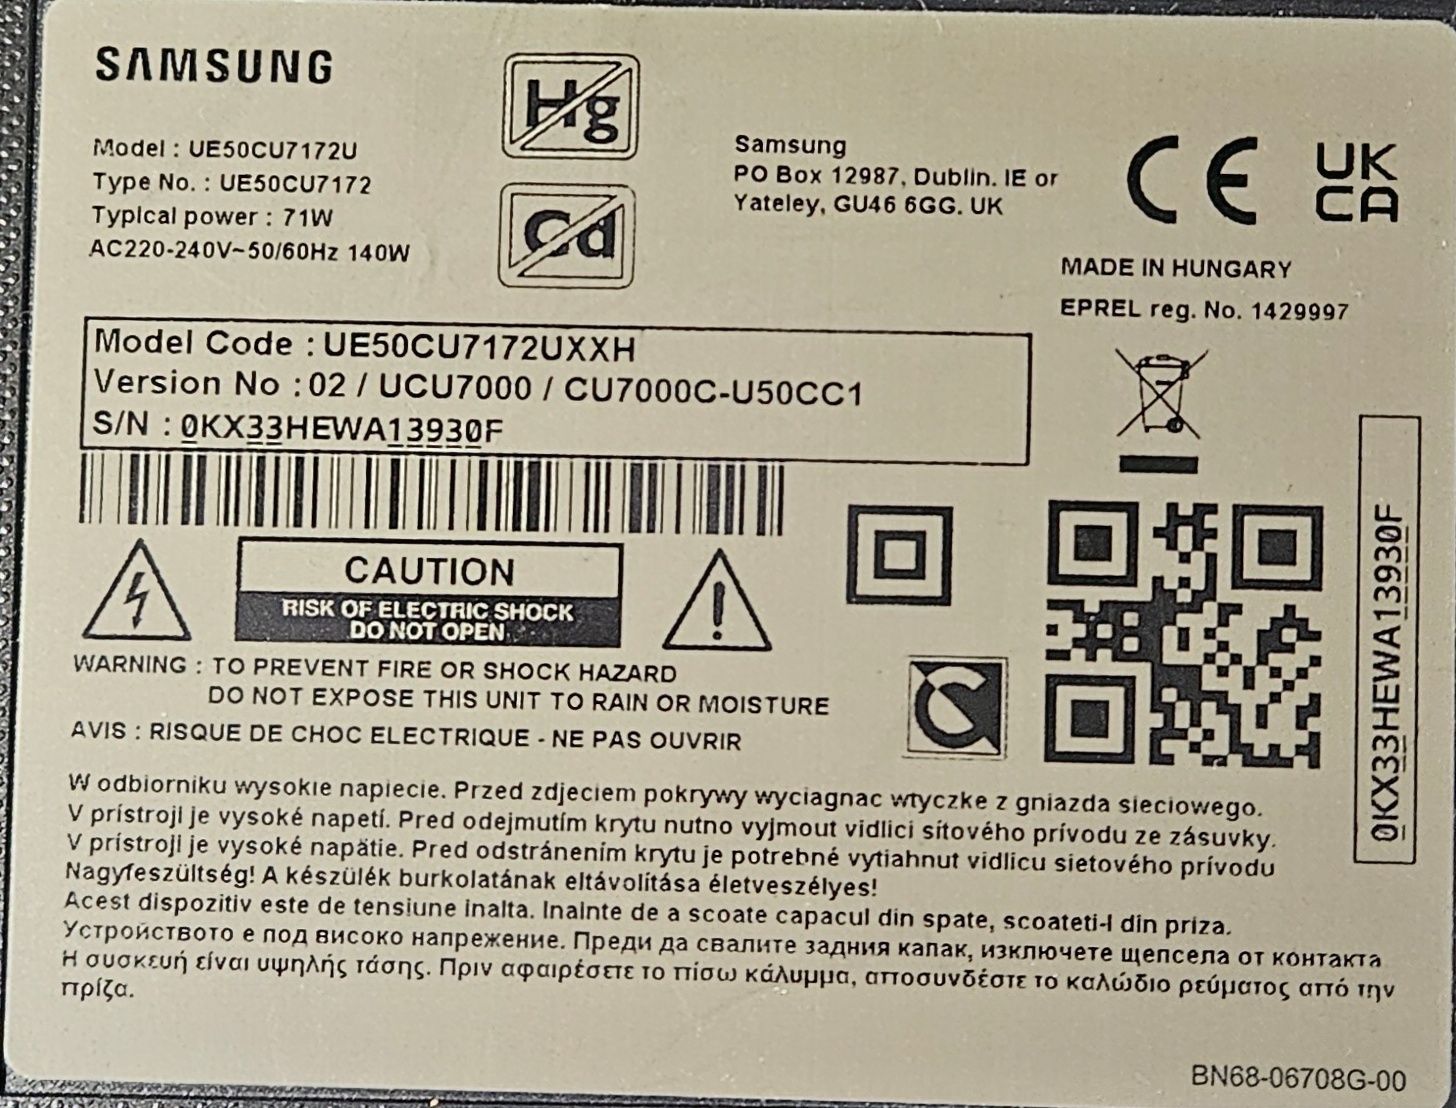 SAMSUNG
Hg
Cd
Model : UE50CU7172U
Type No. : UE50CU7172
Typical power : 71W
AC220-240V~50/60Hz 140W
Samsung
PO Box 12987, Dublin. IE or
Yateley, GU46 6GG. UK
CE
UK
CA
MADE IN HUNGARY
EPREL reg. No. 1429997
Model Code : UE50CU7172UXXH
Version No : 02 / UCU7000 / CU7000C-U50CC1
S/N : 0KX33HEWA13930F
CAUTION
RISK OF ELECTRIC SHOCK
DO NOT OPEN
WARNING : TO PREVENT FIRE OR SHOCK HAZARD
DO NOT EXPOSE THIS UNIT TO RAIN OR MOISTURE
AVIS : RISQUE DE CHOC ELECTRIQUE - NE PAS OUVRIR
0KX33HEWA13930F
W odbiorniku wysokie napiecie. Przed zdjeciem pokrywy wyciagnac wtyczke z gniazda sieciowego.
V prístroji je vysoké napetí. Pred odejmutím krytu nutno vyjmout vidlici sítového prívodu ze zásuvky.
V prístroji je vysoké napätie. Pred odstránením krytu je potrebné vytiahnut vidlicu sietového prívodu
Nagyfeszültség! A készülék burkolatának eltávolítása életveszélyes!
Acest dispozitiv este de tensiune inalta. Inainte de a scoate capacul din spate, scoateti-l din priza.
Устройството е под високо напрежение. Преди да свалите задния капак, изключете щепсела от контакта
Η συσκευή είναι υψηλής τάσης. Πριν αφαιρέσετε το πίσω κάλυμμα, αποσυνδέστε το καλώδιο ρεύματος από την
πρίζα.
BN68-06708G-00